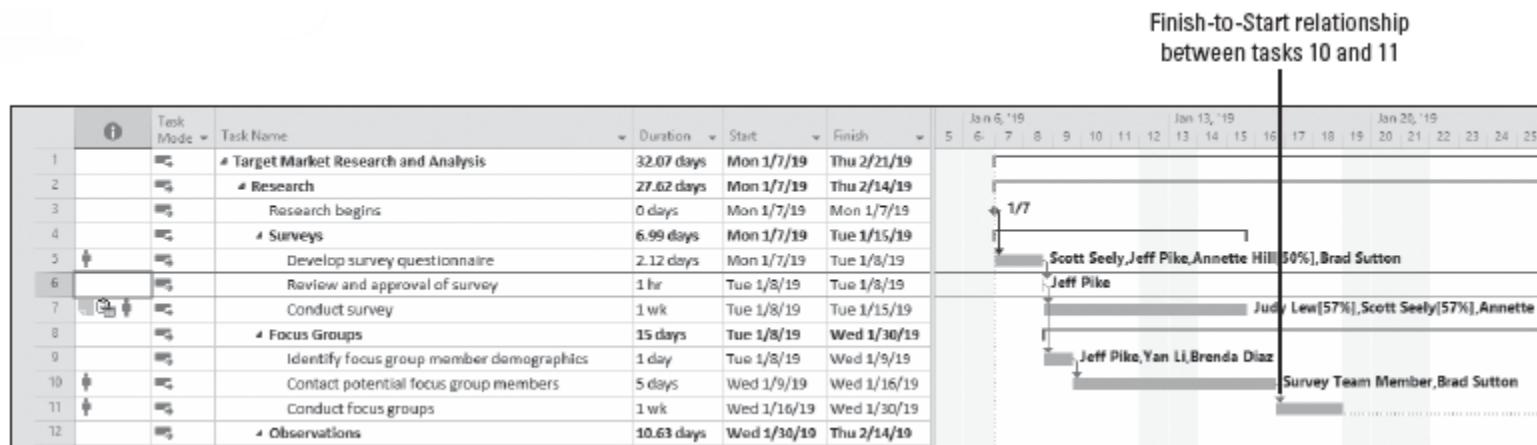 Finish-to-Start relationship
between tasks 10 and 11
Task
Mode Task Name Duration Start Finish
Jan 6, '19 Jan 13, '19 Jan 20, '19
5 6 7 8 9 10 11 12 13 14 15 16 17 18 19 20 21 22 23 24 25
1 Target Market Research and Analysis 32.07 days Mon 1/7/19 Thu 2/21/19
2 Research 27.62 days Mon 1/7/19 Thu 2/14/19
3 Research begins 0 days Mon 1/7/19 Mon 1/7/19 1/7
4 Surveys 6.99 days Mon 1/7/19 Tue 1/15/19
5 Develop survey questionnaire 2.12 days Mon 1/7/19 Tue 1/8/19 Scott Seely,Jeff Pike,Annette Hill[50%],Brad Sutton
6 Review and approval of survey 1 hr Tue 1/8/19 Tue 1/8/19 Jeff Pike
7 Conduct survey 1 wk Tue 1/8/19 Tue 1/15/19 Judy Lew[57%],Scott Seely[57%],Annette
8 Focus Groups 15 days Tue 1/8/19 Wed 1/30/19
9 Identify focus group member demographics 1 day Tue 1/8/19 Wed 1/9/19 Jeff Pike,Yan Li,Brenda Diaz
10 Contact potential focus group members 5 days Wed 1/9/19 Wed 1/16/19 Survey Team Member,Brad Sutton
11 Conduct focus groups 1 wk Wed 1/16/19 Wed 1/30/19
12 Observations 10.63 days Wed 1/30/19 Thu 2/14/19